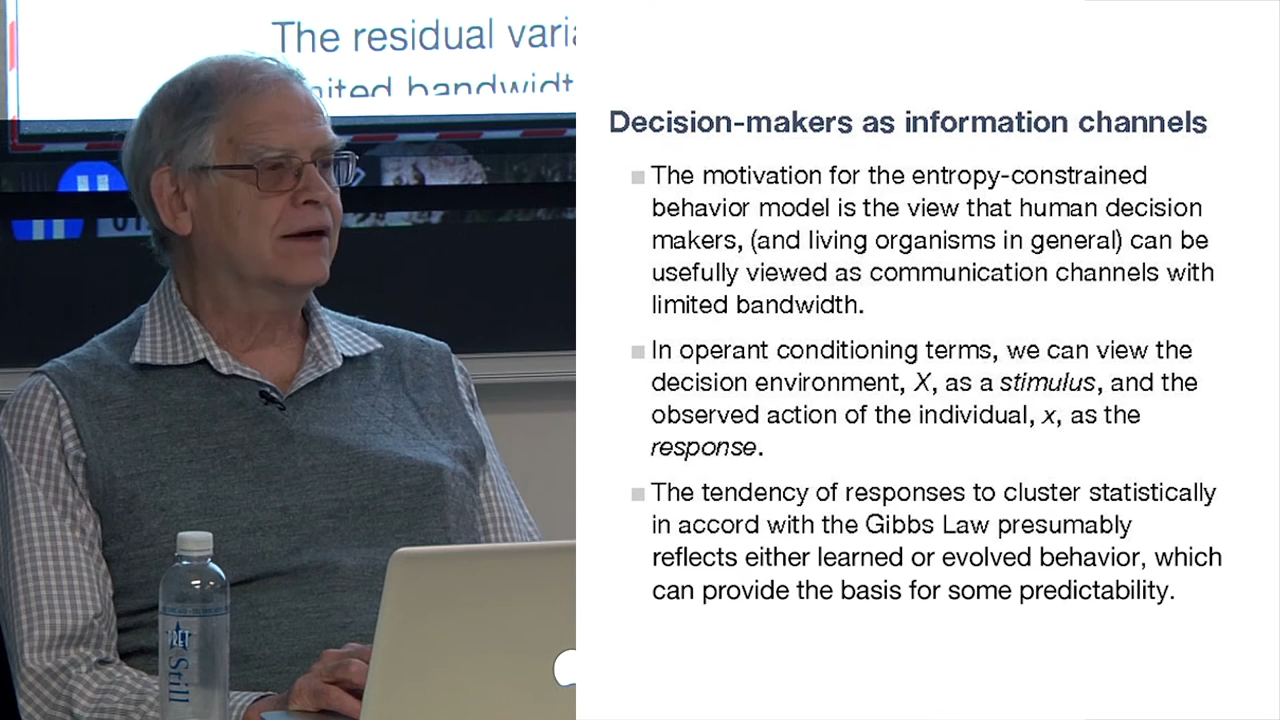 The residual
limited bandwidt
Decision-makers as information channels
The motivation for the entropy-constrained
behavior model is the view that human decision
makers, (and living organisms in general) can be
usefully viewed as communication channels with
limited bandwidth.
In operant conditioning terms, we can view the
decision environment, X, as a stimulus, and the
observed action of the individual, x, as the
response.
The tendency of responses to cluster statistically
in accord with the Gibbs Law presumably
reflects either learned or evolved behavior, which
can provide the basis for some predictability.
PRET
Still